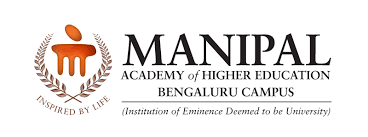 MANIPAL
ACADEMY of HIGHER EDUCATION
BENGALURU CAMPUS
(Institution of Eminence Deemed to be University)
INSPIRED BY LIFE